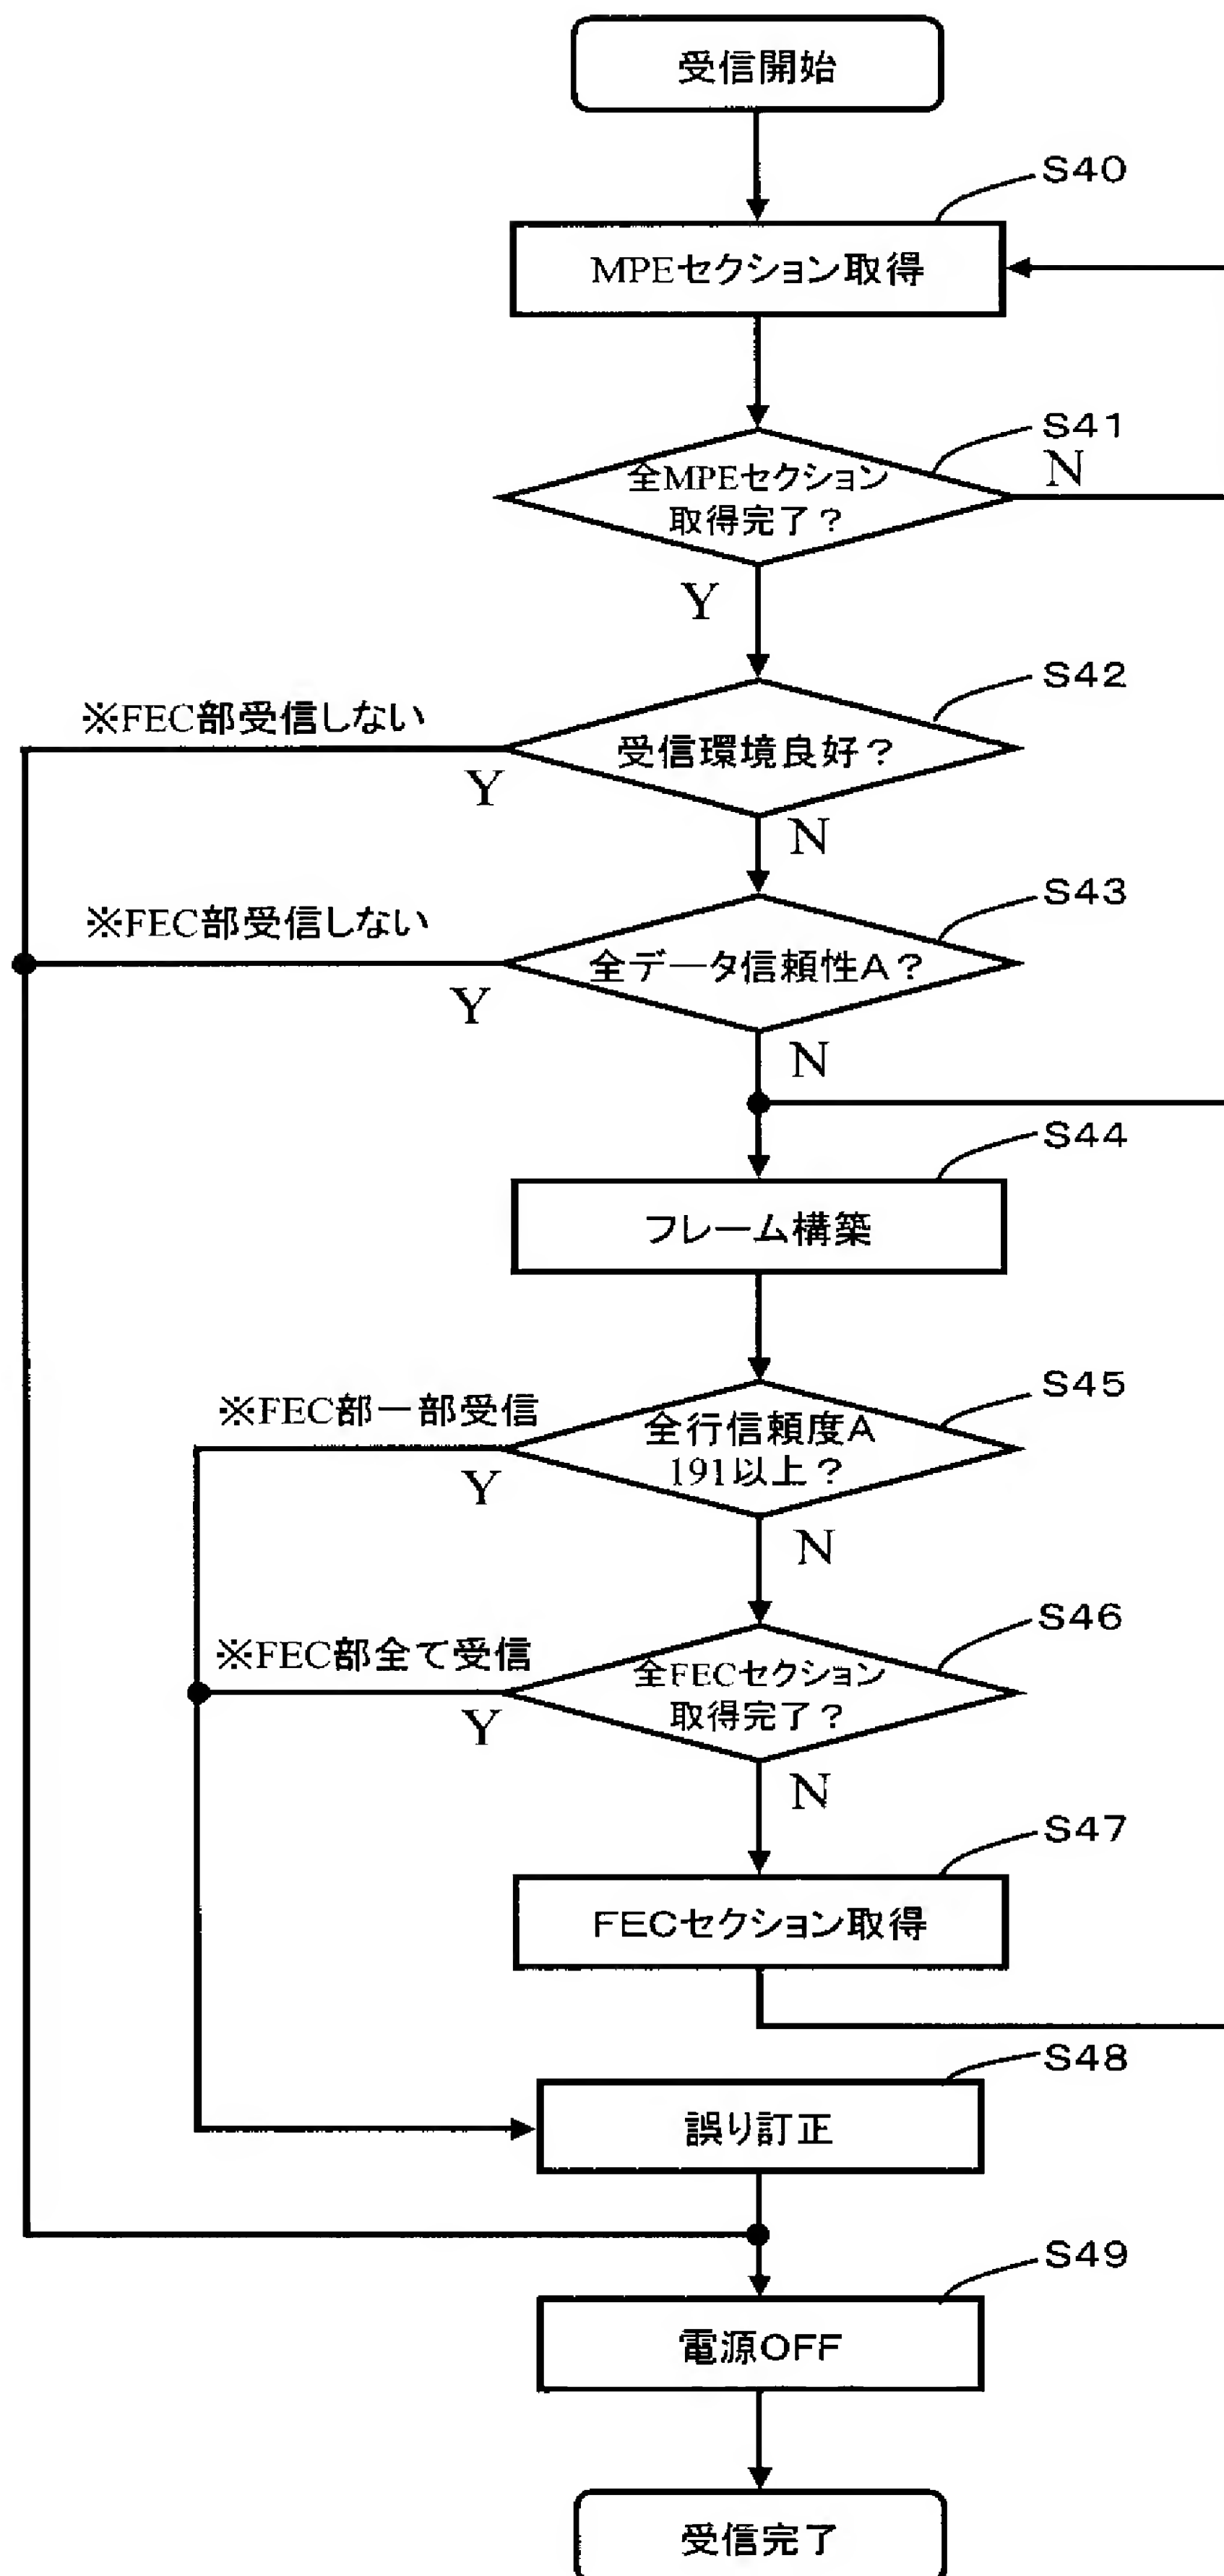 受信開始
S40
MPEセクション取得
S41
全MPEセクション
取得完了？
N
Y
S42
※FEC部受信しない
受信環境良好？
Y
N
S43
※FEC部受信しない
全データ信頼性A？
Y
N
S44
フレーム構築
S45
※FEC部一部受信
全行信頼度A
191以上？
Y
N
S46
※FEC部全て受信
全FECセクション
取得完了？
Y
N
S47
FECセクション取得
S48
誤り訂正
S49
電源OFF
受信完了